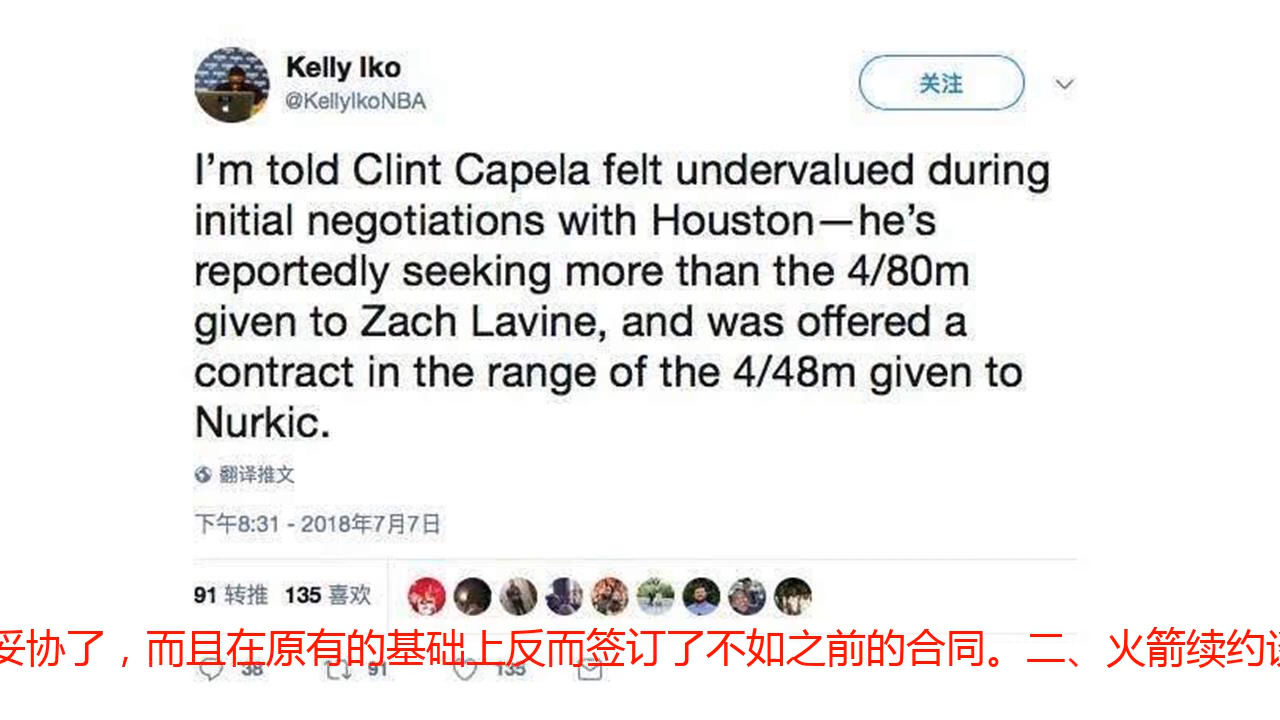 Kelly Iko
@KellyIkoNBA
关注
I’m told Clint Capela felt undervalued during
initial negotiations with Houston—he’s
reportedly seeking more than the 4/80m
given to Zach Lavine, and was offered a
contract in the range of the 4/48m given to
Nurkic.
翻译推文
下午8:31 - 2018年7月7日
91 转推 135 喜欢
妥协了，而且在原有的基础上反而签订了不如之前的合同。二、火箭续约谈
38 91 135